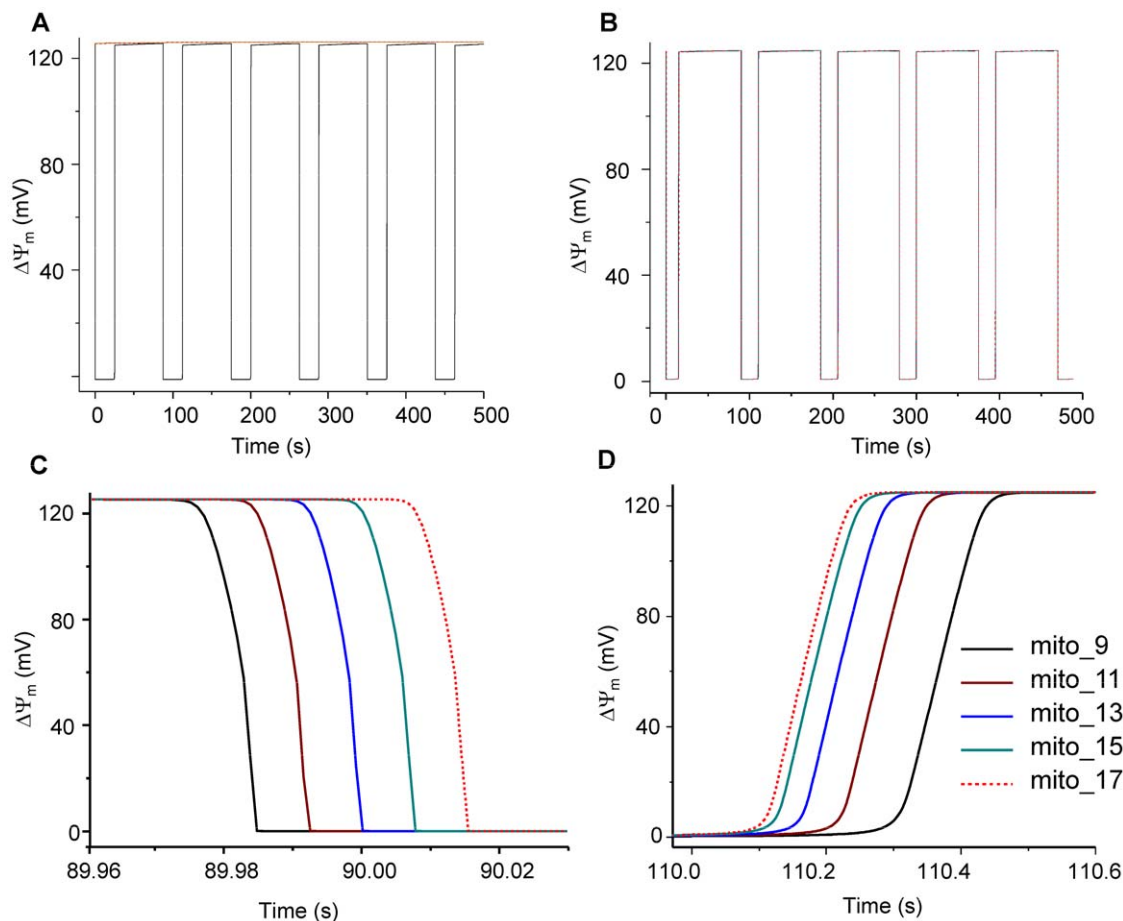 A
120
80
40
ΔΨm (mV)
0 100 200 300 400 500
Time (s)
B
120
80
40
0
ΔΨm (mV)
0 100 200 300 400 500
Time (s)
C
120
80
40
0
ΔΨm (mV)
89.96 89.98 90.00 90.02
Time (s)
D
120
80
40
0
ΔΨm (mV)
110.0 110.2 110.4 110.6
Time (s)
mito_9
mito_11
mito_13
mito_15
mito_17